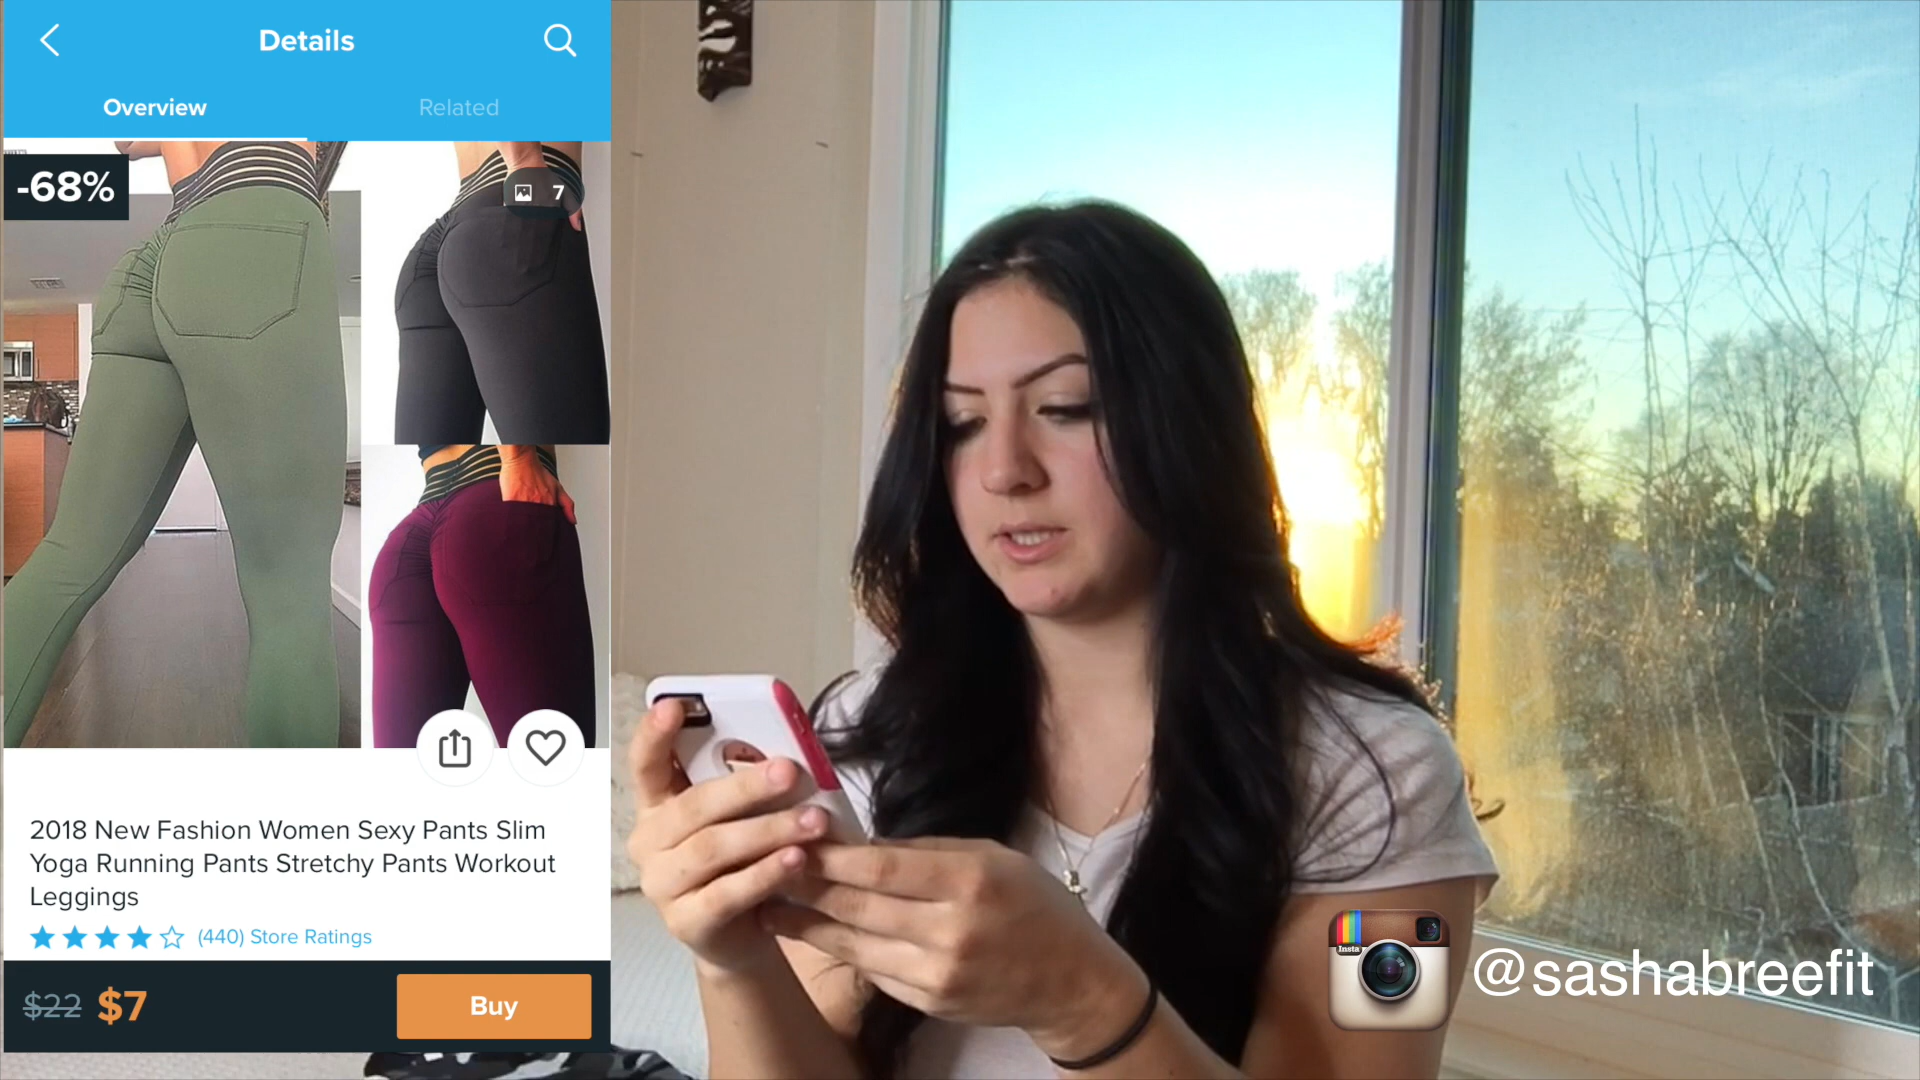 Details
Overview
Related
-68%
7
2018 New Fashion Women Sexy Pants Slim
Yoga Running Pants Stretchy Pants Workout
Leggings
(440) Store Ratings
$22 $7
Buy
Insta
@sashabreefit